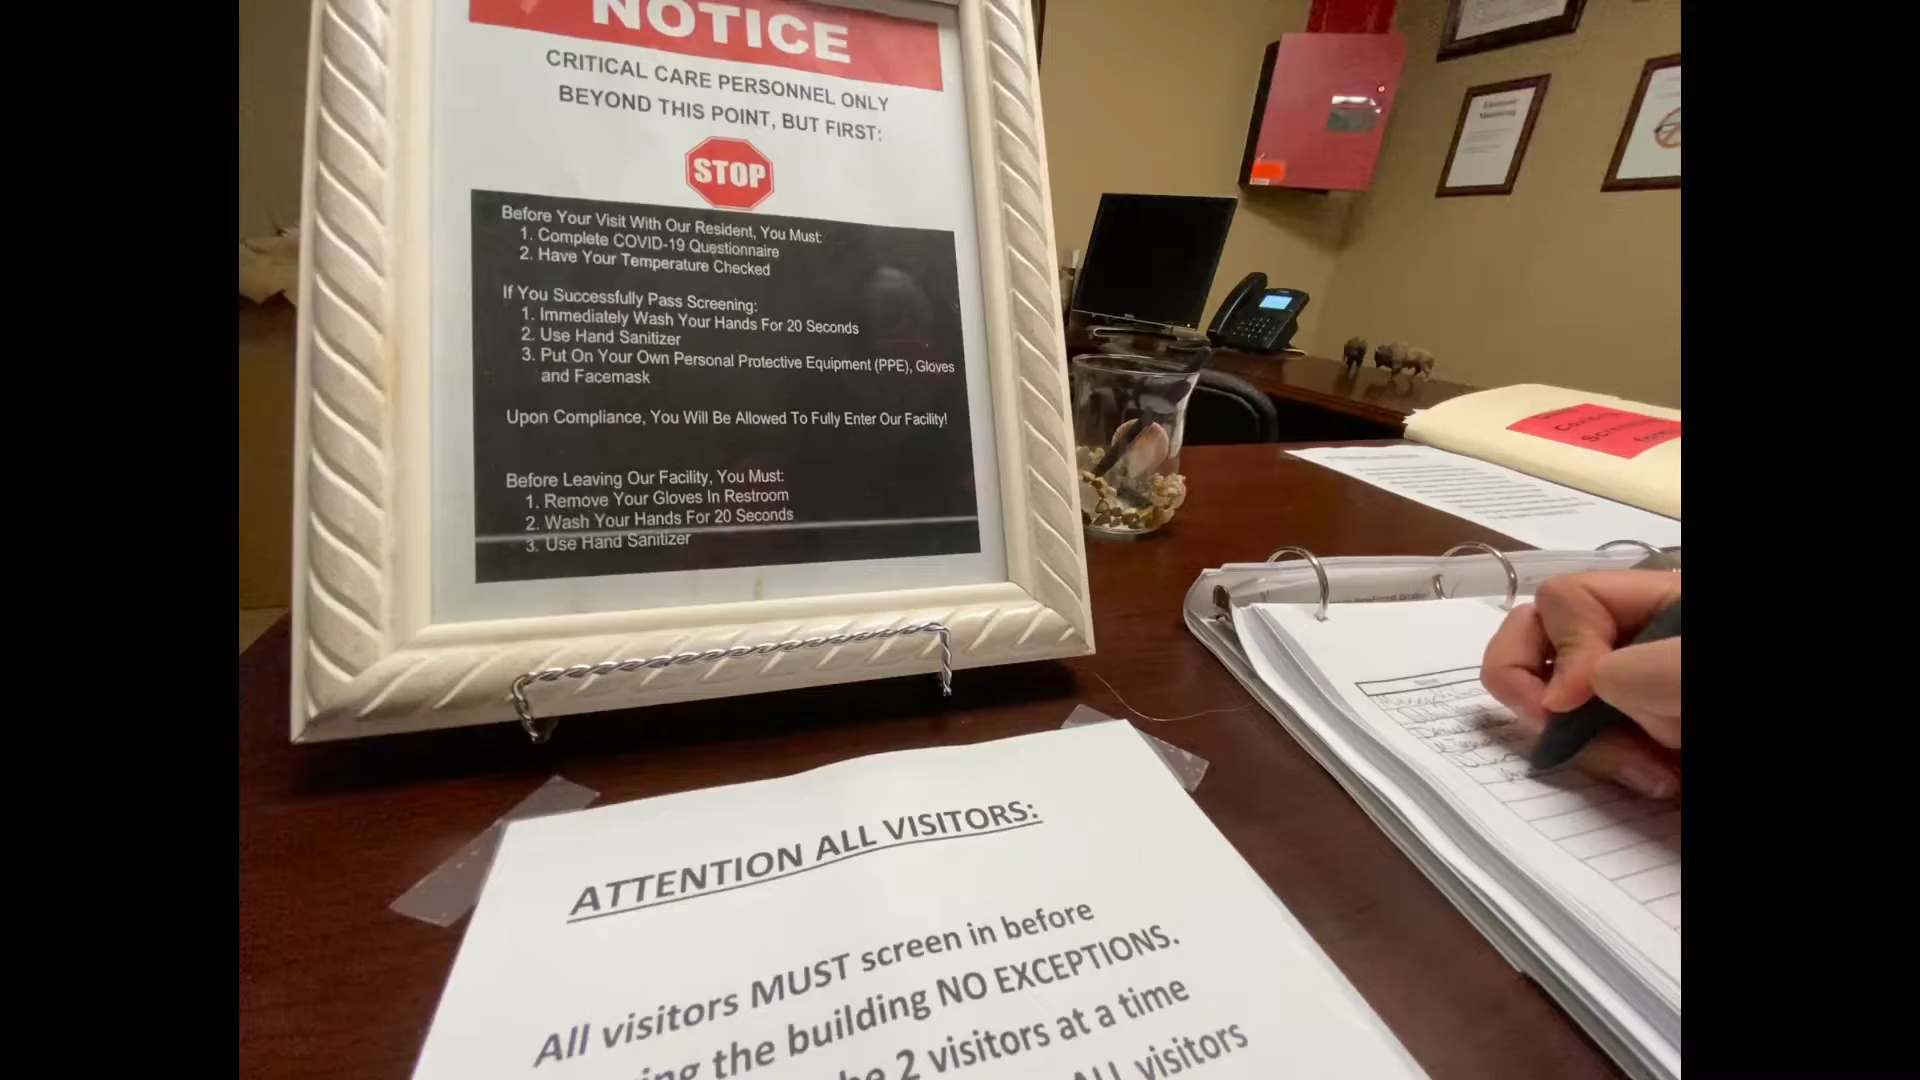 NOTICE
CRITICAL CARE PERSONNEL ONLY
BEYOND THIS POINT, BUT FIRST:
STOP
Before Your Visit With Our Resident, You Must:
1. Complete COVID-19 Questionnaire
2. Have Your Temperature Checked
If You Successfully Pass Screening:
1. Immediately Wash Your Hands For 20 Seconds
2. Use Hand Sanitizer
3. Put On Your Own Personal Protective Equipment (PPE), Gloves
and Facemask
Upon Compliance, You Will Be Allowed To Fully Enter Our Facility!
Before Leaving Our Facility, You Must:
1. Remove Your Gloves In Restroom
2. Wash Your Hands For 20 Seconds
3. Use Hand Sanitizer
ATTENTION ALL VISITORS:
All visitors MUST screen in before
the building NO EXCEPTIONS.
2 visitors at a time
ALL visitors